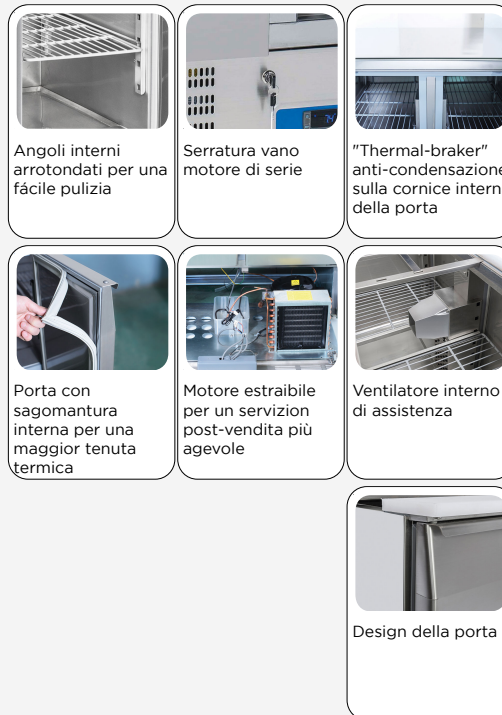 Angoli interni
arrotondati per una
fácile pulizia
Serratura vano
motore di serie
"Thermal-braker"
anti-condensazione
sulla cornice intern
della porta
Porta con
sagomantura
interna per una
maggior tenuta
termica
Motore estraibile
per un servizion
post-vendita più
agevole
Ventilatore interno
di assistenza
Design della porta